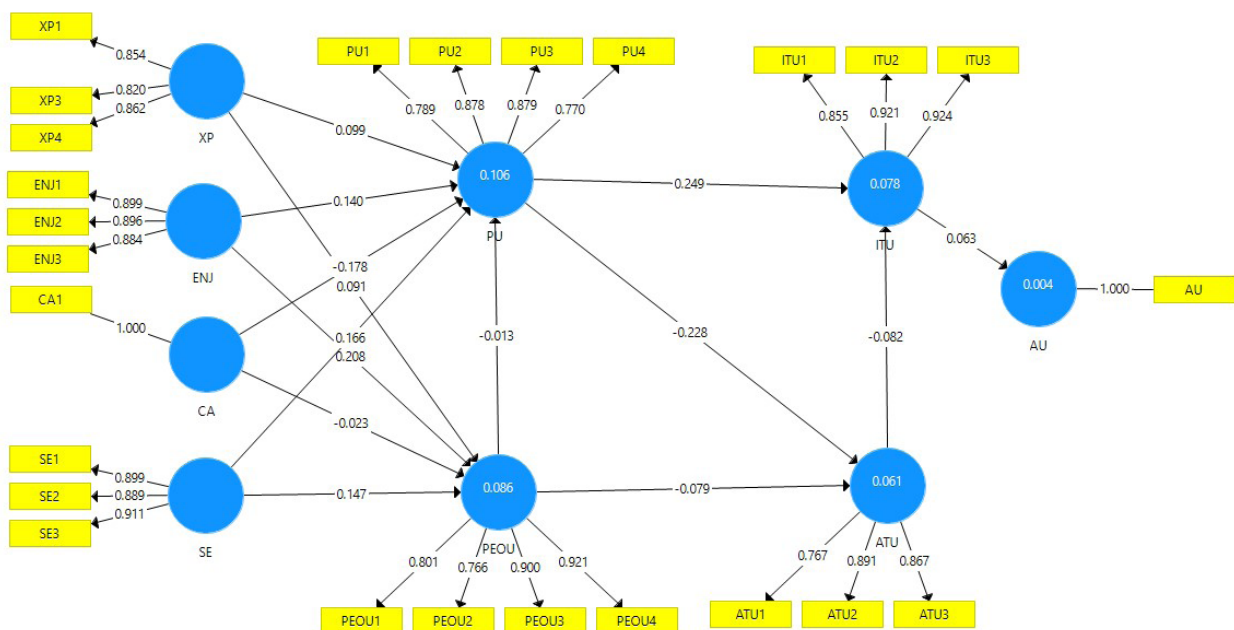 XP1
0.854
XP3
0.820
XP4
0.862
XP
ENJ1
0.899
ENJ2
0.896
ENJ3
0.884
ENJ
CA1
1.000
CA
SE1
0.899
SE2
0.889
SE3
0.911
SE
PU1
PU2
PU3
PU4
0.789
0.878
0.879
0.770
0.099
0.140
0.106
PU
-0.178
0.091
0.166
0.208
-0.013
-0.023
0.147
0.086
PEOU
0.801
0.766
0.900
0.921
PEOU1
PEOU2
PEOU3
PEOU4
0.249
-0.228
-0.079
ITU1
ITU2
ITU3
0.855
0.921
0.924
0.078
ITU
0.063
-0.082
0.004
AU
1.000
AU
0.061
ATU
0.767
0.891
0.867
ATU1
ATU2
ATU3